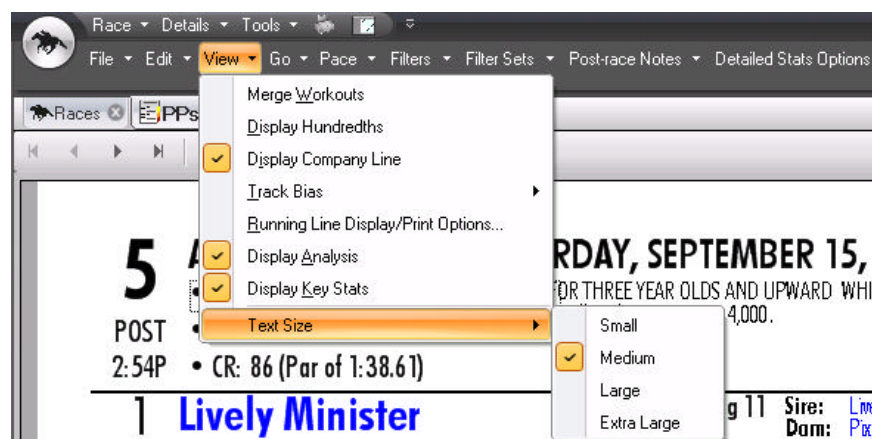 Race Details Tools
File Edit View Go Pace Filters Filter Sets Post-race Notes Detailed Stats Options
Races PPs
Merge Workouts
Display Hundredths
Display Company Line
Track Bias
Running Line Display/Print Options...
Display Analysis
Display Key Stats
Text Size
Small
Medium
Large
Extra Large
5
RDAY, SEPTEMBER 15,
OR THREE YEAR OLDS AND UPWARD WHI
4,000.
POST
2:54P • CR: 86 (Par of 1:38.61)
1 Lively Minister
g 11 Sire:
Dam: